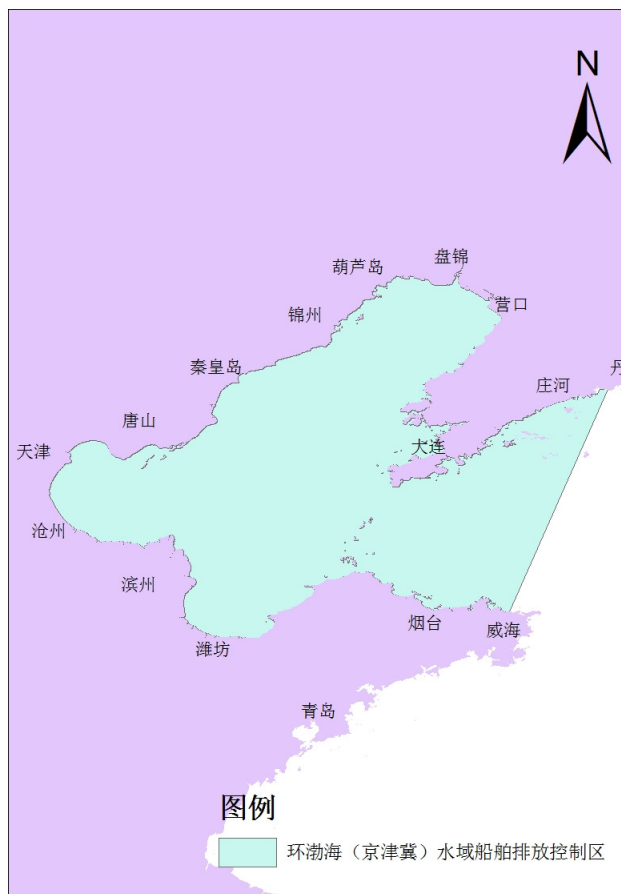 N
盘锦
葫芦岛
营口
锦州
秦皇岛
丹
庄河
唐山
大连
天津
沧州
滨州
烟台
威海
潍坊
青岛
图例
环渤海（京津冀）水域船舶排放控制区